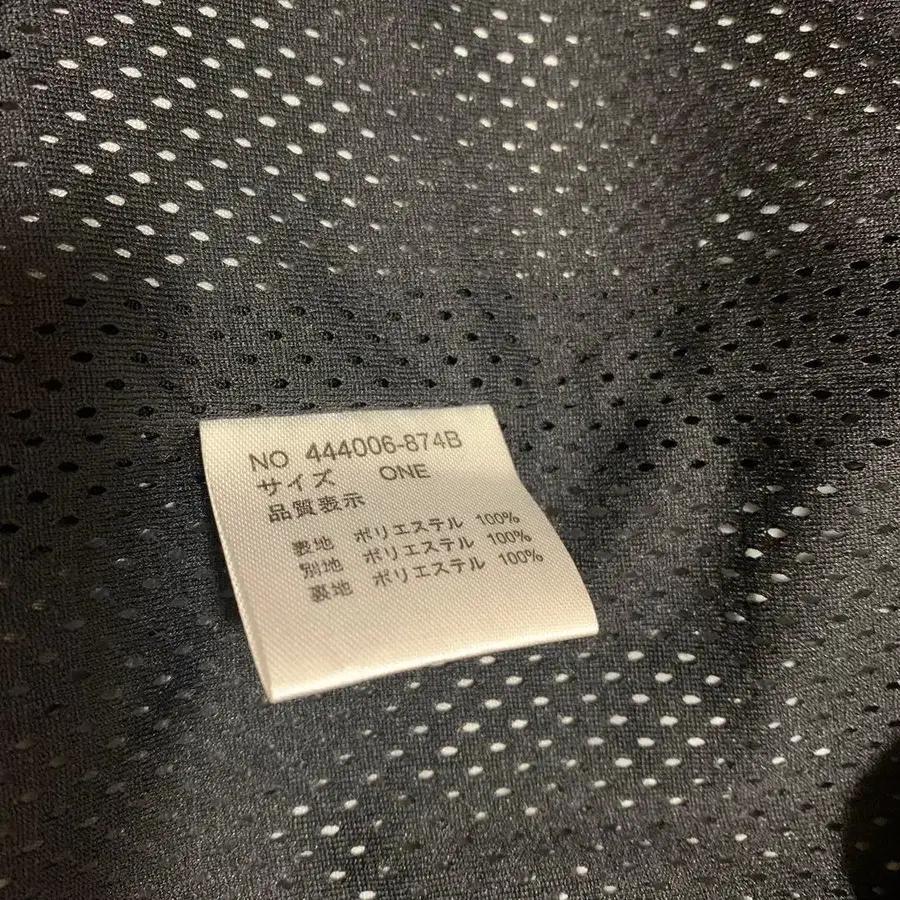 NO 444006-874B
サイズ ONE
品質表示
表地 ポリエステル 100%
別地 ポリエステル 100%
裏地 ポリエステル 100%